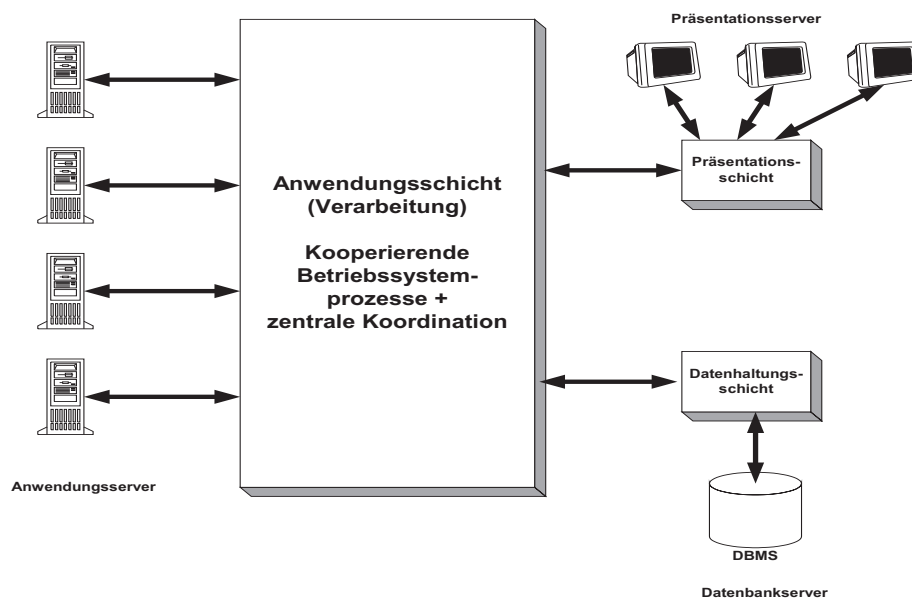 Präsentationsserver
Präsentations-
schicht
Anwendungsschicht
(Verarbeitung)
Kooperierende
Betriebssystem-
prozesse +
zentrale Koordination
Datenhaltungs-
schicht
Anwendungsserver
DBMS
Datenbankserver